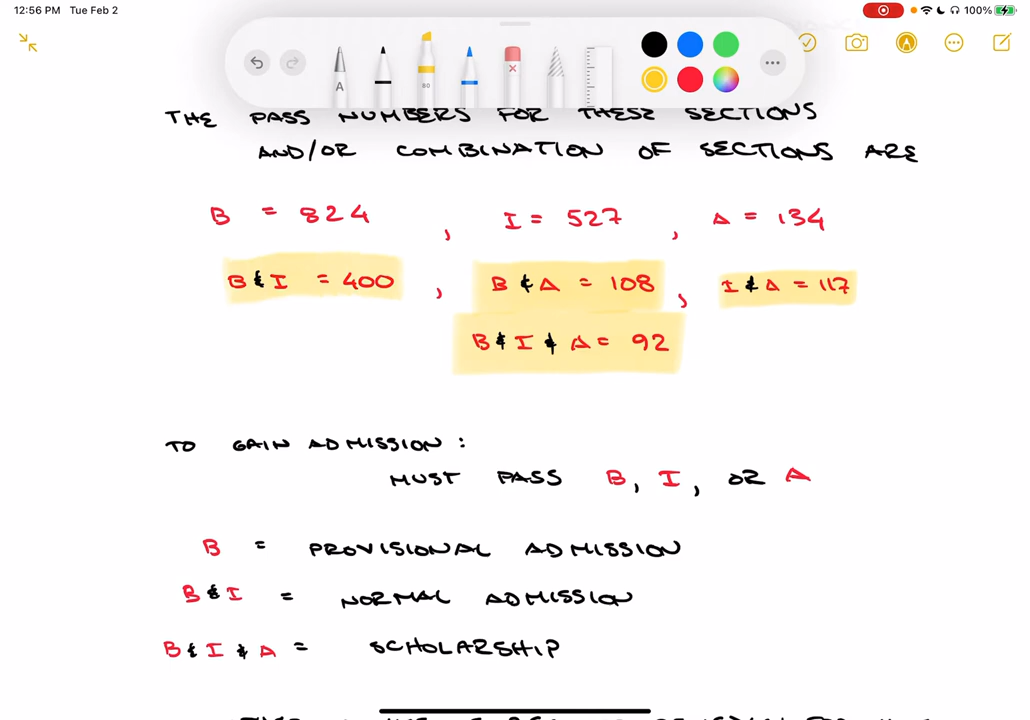 12:56 PM Tue Feb 2
100%
A
80
THE PASS NUMBERS FOR THESE SECTIONS
AND/OR COMBINATION OF SECTIONS ARE
B = 824 , I = 527 , A = 134
B & I = 400 , B & A = 108 , I & A = 117
B & I & A = 92
TO GAIN ADMISSION :
MUST PASS B, I, OR A
B = PROVISIONAL ADMISSION
B & I = NORMAL ADMISSION
B & I & A = SCHOLARSHIP